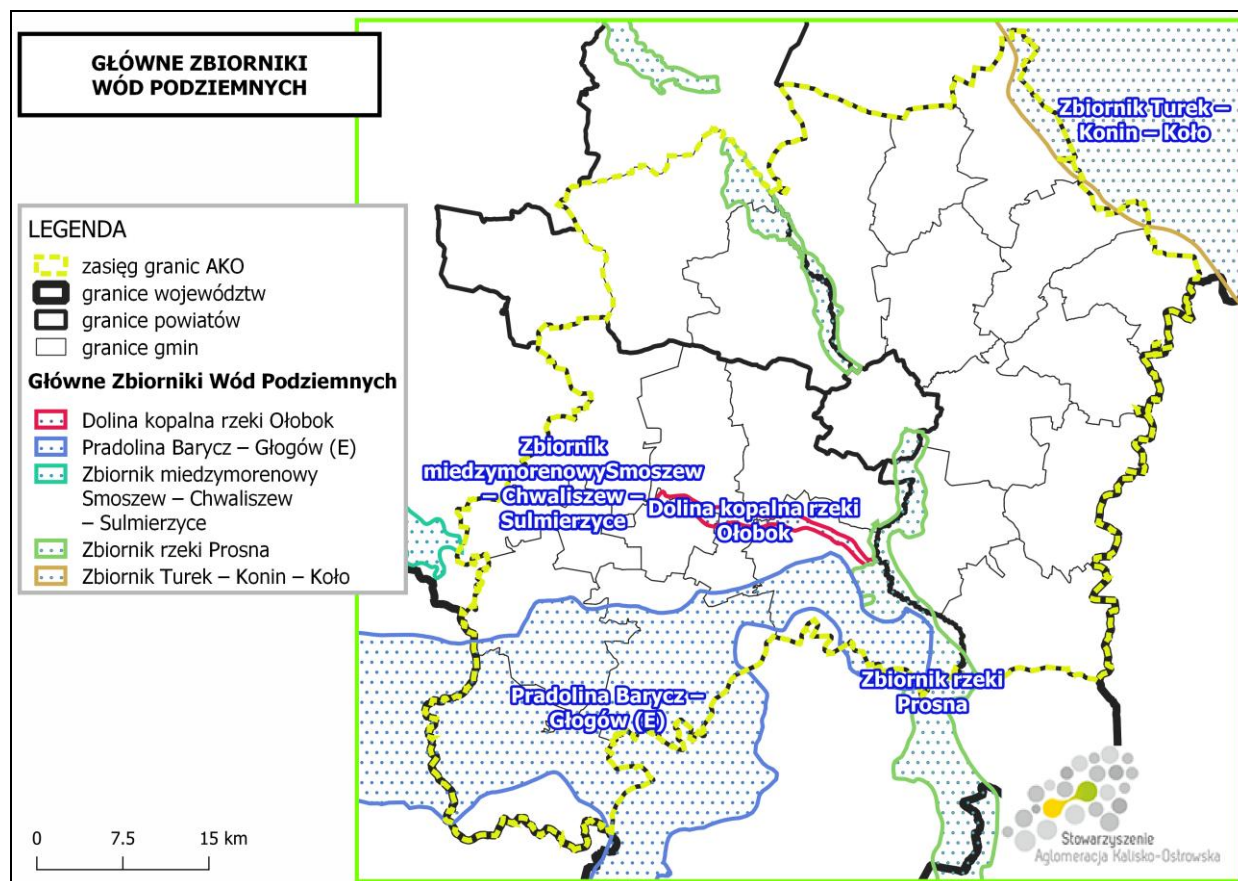 GŁÓWNE ZBIORNIKI
WÓD PODZIEMNYCH
LEGENDA
zasięg granic AKO
granice województw
granice powiatów
granice gmin
Główne Zbiorniki Wód Podziemnych
Dolina kopalna rzeki Ołobok
Pradolina Barycz – Głogów (E)
Zbiornik miedzymorenowy
Smoszew – Chwaliszew
– Sulmierzyce
Zbiornik rzeki Prosna
Zbiornik Turek – Konin – Koło
0 7.5 15 km
Zbiornik Turek –
Konin – Koło
Zbiornik
miedzymorenowySmoszew
– Chwaliszew –
Sulmierzyce
Dolina kopalna rzeki
Ołobok
Pradolina Barycz –
Głogów (E)
Zbiornik rzeki
Prosna
Stowarzyszenie
Aglomeracja Kalisko-Ostrowska